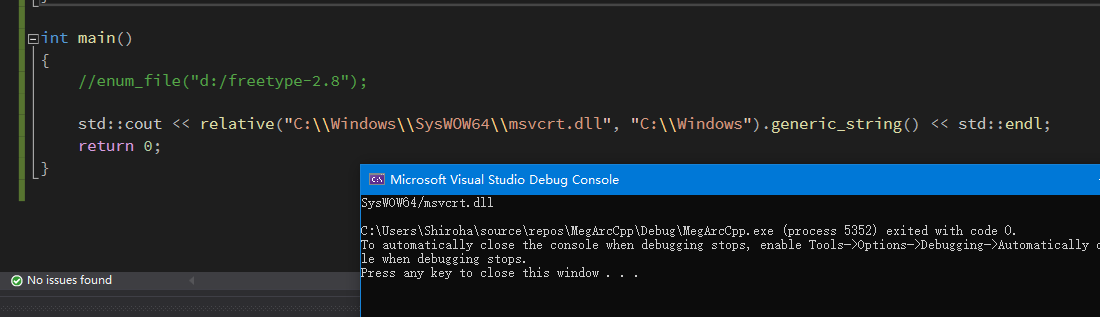 int main()
{
//enum_file("d:/freetype-2.8");
std::cout << relative("C:\\Windows\\SysWOW64\\msvcrt.dll", "C:\\Windows").generic_string() << std::endl;
return 0;
}
Microsoft Visual Studio Debug Console
SysWOW64/msvcrt.dll
C:\Users\Shiroha\source\repos\MegArcCpp\Debug\MegArcCpp.exe (process 5352) exited with code 0.
To automatically close the console when debugging stops, enable Tools->Options->Debugging->Automatically
le when debugging stops.
Press any key to close this window . . .
No issues found